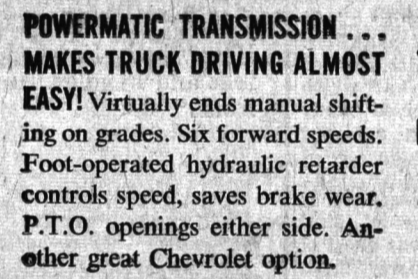 POWERMATIC TRANSMISSION . . .
MAKES TRUCK DRIVING ALMOST
EASY! Virtually ends manual shift-
ing on grades. Six forward speeds.
Foot-operated hydraulic retarder
controls speed, saves brake wear.
P.T.O. openings either side. An-
other great Chevrolet option.